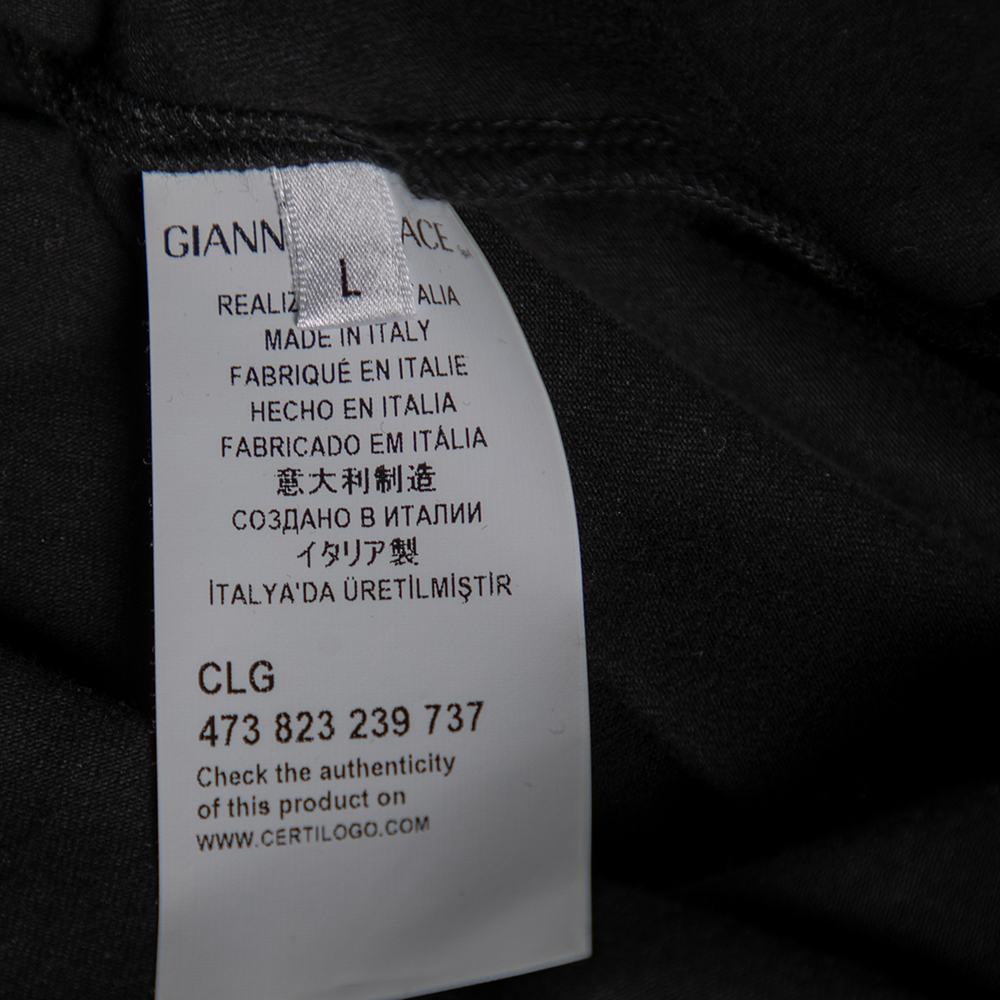 GIANN ACE
L
REALIZ ALIA
MADE IN ITALY
FABRIQUÉ EN ITALIE
HECHO EN ITALIA
FABRICADO EM ITÁLIA
意大利制造
СОЗДАНО В ИТАЛИИ
イタリア製
İTALYA'DA ÜRETİLMİŞTİR
CLG
473 823 239 737
Check the authenticity
of this product on
WWW.CERTILOGO.COM